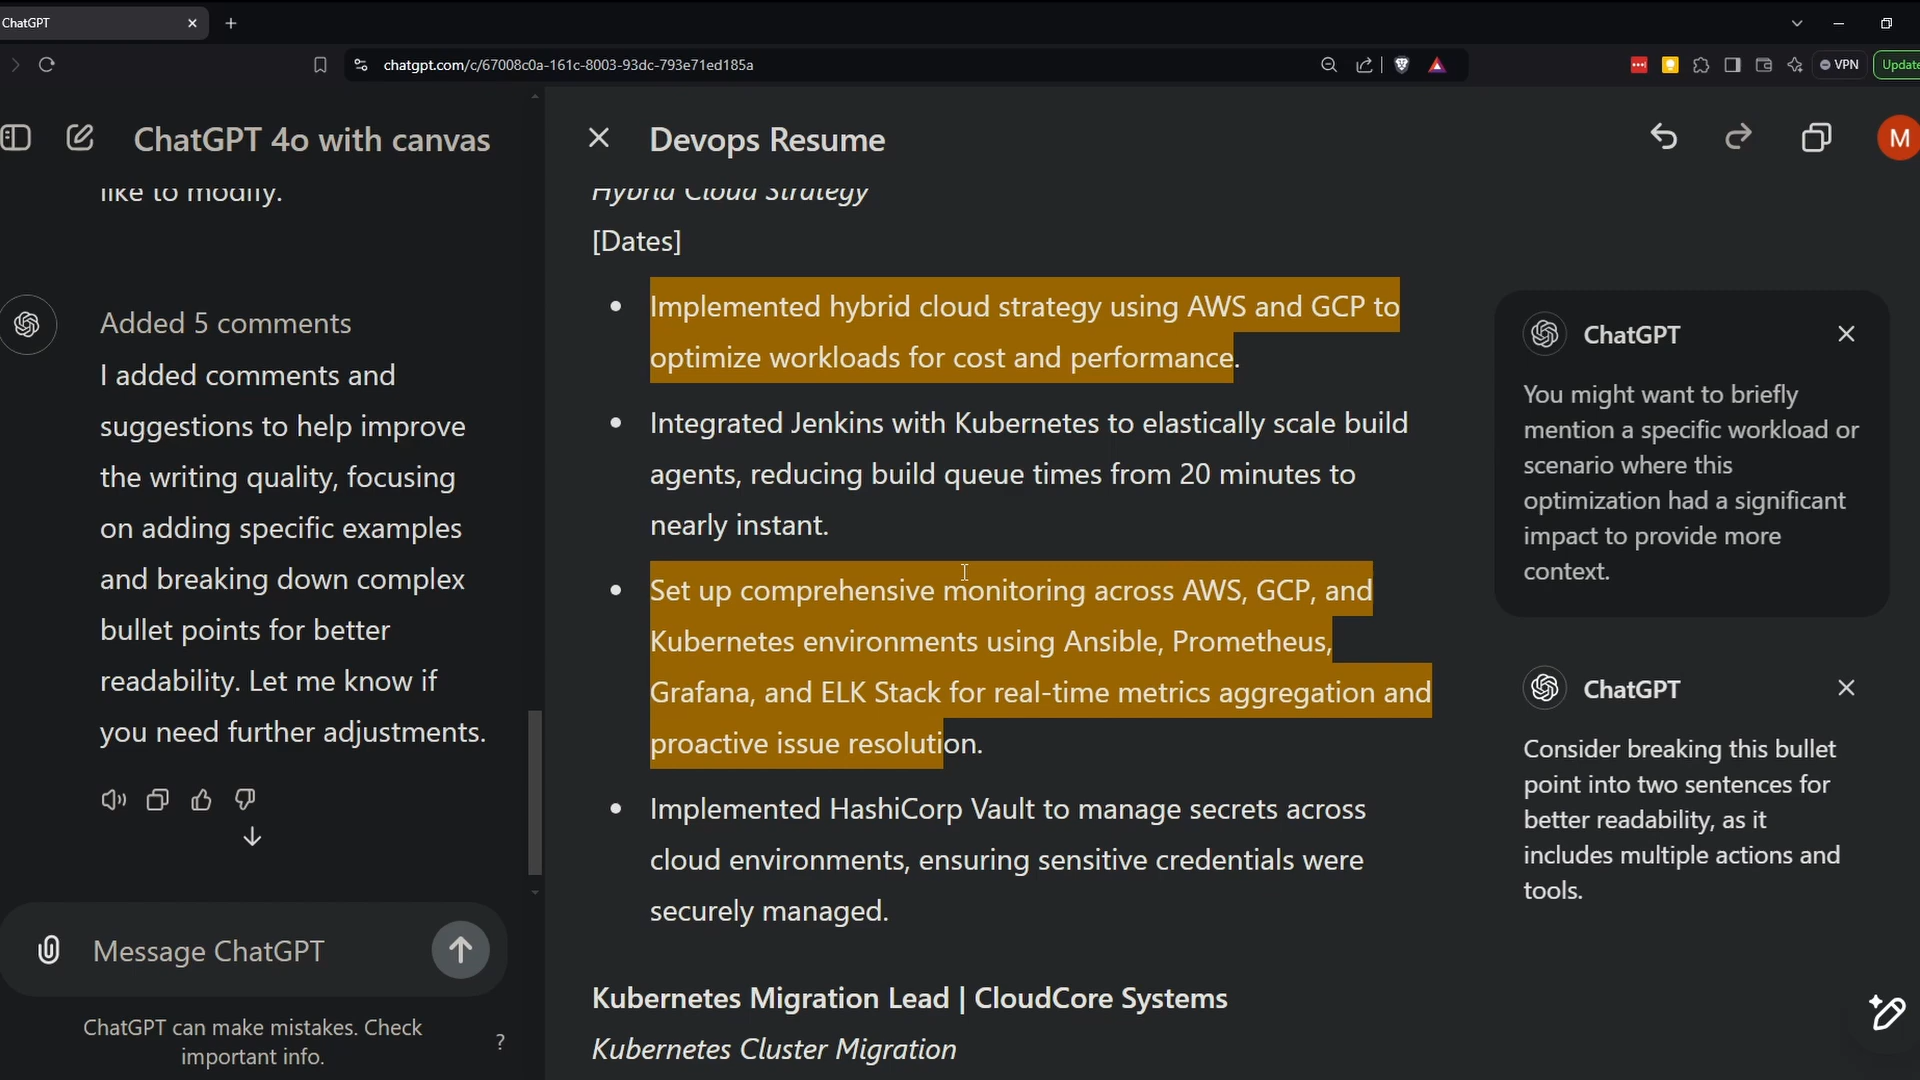 ChatGPT
chatgpt.com/c/67008c0a-161c-8003-93dc-793e71ed185a
VPN
Update
ChatGPT 4o with canvas
like to modify.
Added 5 comments
I added comments and
suggestions to help improve
the writing quality, focusing
on adding specific examples
and breaking down complex
bullet points for better
readability. Let me know if
you need further adjustments.
Message ChatGPT
ChatGPT can make mistakes. Check
important info.
?
Devops Resume
M
Hybrid Cloud Strategy
[Dates]
Implemented hybrid cloud strategy using AWS and GCP to
optimize workloads for cost and performance.
Integrated Jenkins with Kubernetes to elastically scale build
agents, reducing build queue times from 20 minutes to
nearly instant.
Set up comprehensive monitoring across AWS, GCP, and
Kubernetes environments using Ansible, Prometheus,
Grafana, and ELK Stack for real-time metrics aggregation and
proactive issue resolution.
Implemented HashiCorp Vault to manage secrets across
cloud environments, ensuring sensitive credentials were
securely managed.
Kubernetes Migration Lead | CloudCore Systems
Kubernetes Cluster Migration
ChatGPT
You might want to briefly
mention a specific workload or
scenario where this
optimization had a significant
impact to provide more
context.
ChatGPT
Consider breaking this bullet
point into two sentences for
better readability, as it
includes multiple actions and
tools.